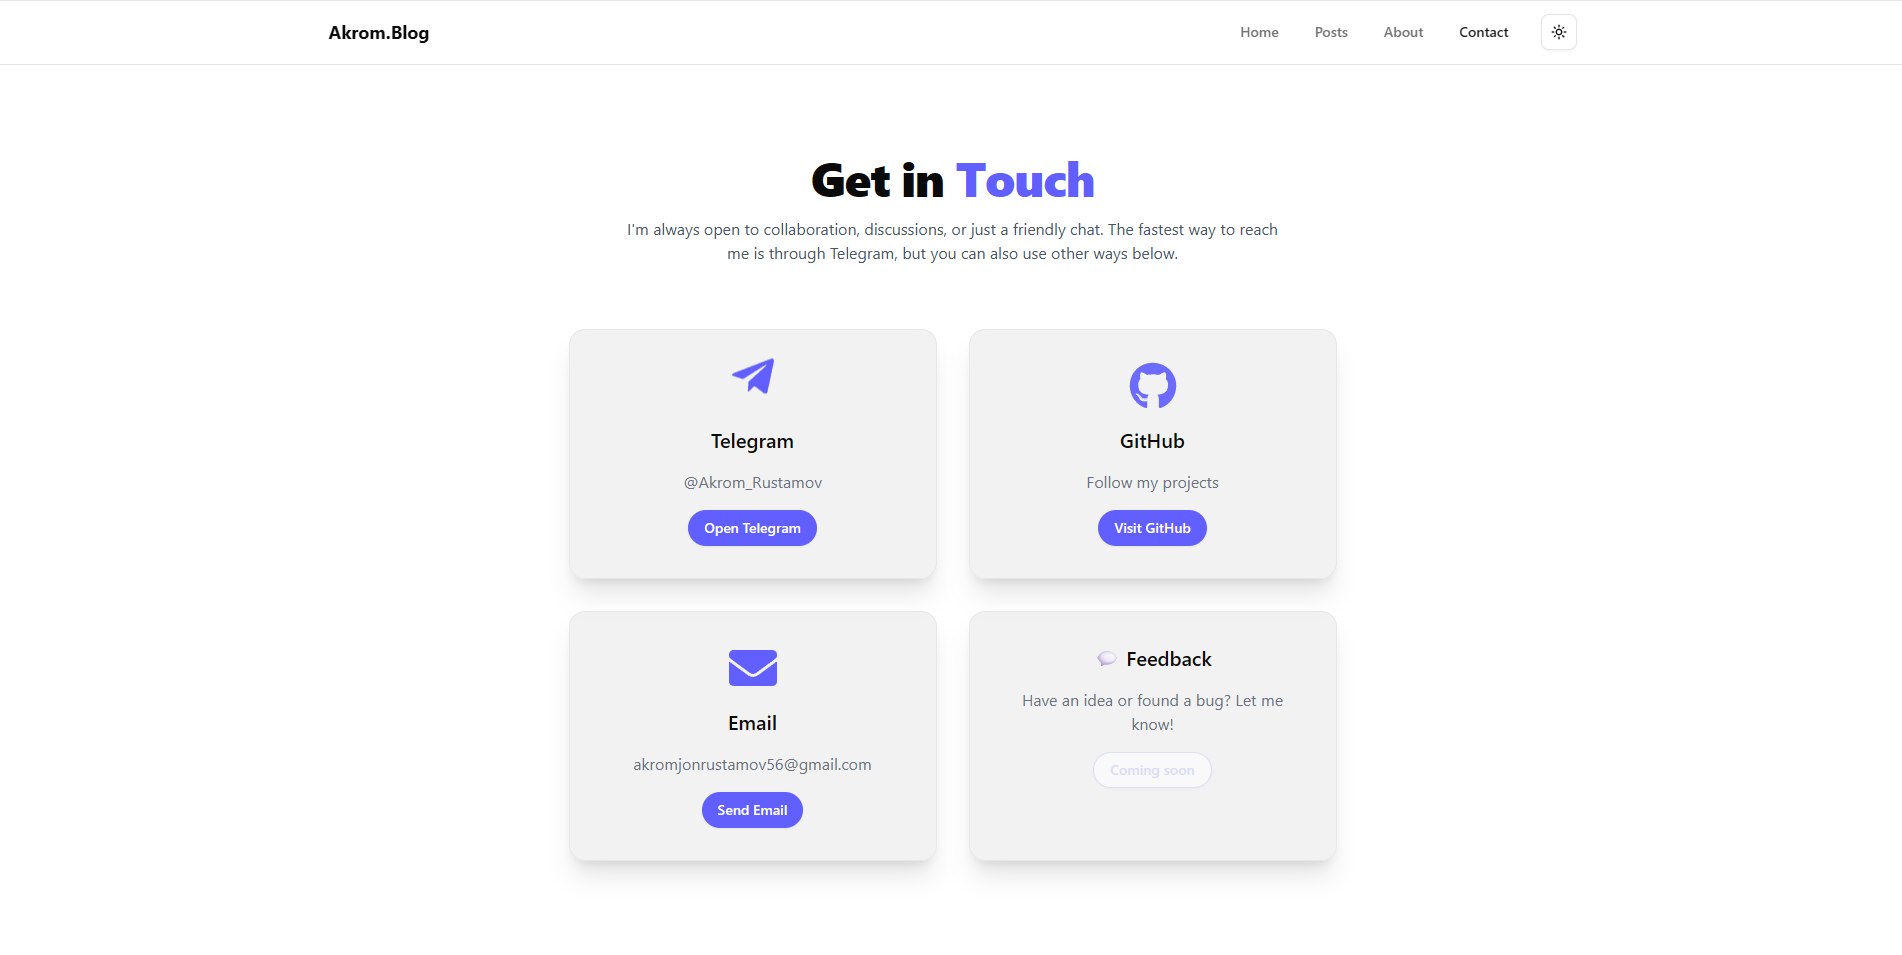 Akrom.Blog
Home
Posts
About
Contact
Get in Touch
I'm always open to collaboration, discussions, or just a friendly chat. The fastest way to reach
me is through Telegram, but you can also use other ways below.
Telegram
@Akrom_Rustamov
Open Telegram
GitHub
Follow my projects
Visit GitHub
Email
akromjonrustamov56@gmail.com
Send Email
Feedback
Have an idea or found a bug? Let me
know!
Coming soon